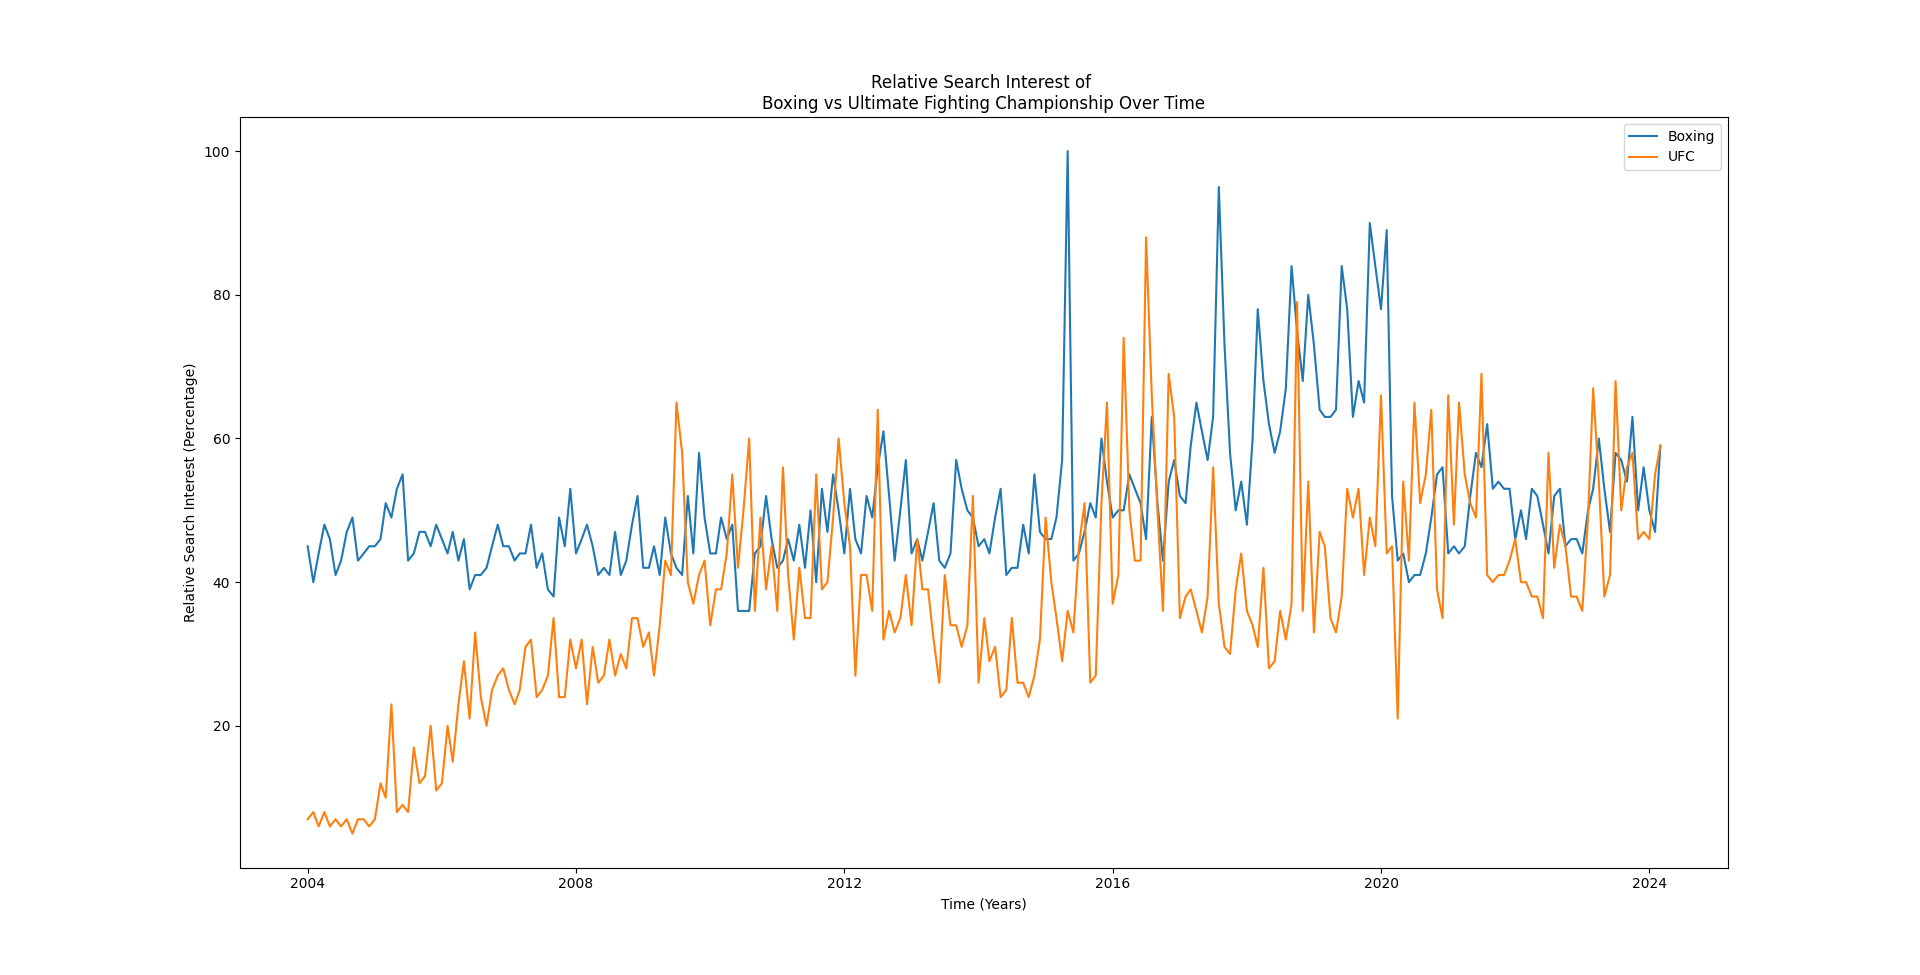 Relative Search Interest of
Boxing vs Ultimate Fighting Championship Over Time
Boxing
UFC
Relative Search Interest (Percentage)
100
80
60
40
20
2004 2008 2012 2016 2020 2024
Time (Years)